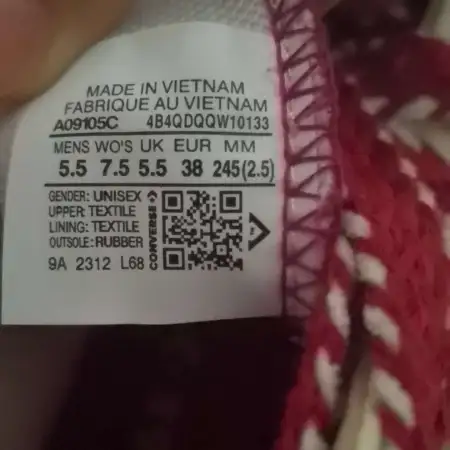 MADE IN VIETNAM
FABRIQUE AU VIETNAM
A09105C 4B4QDQQW10133
MENS WO'S UK EUR MM
5.5 7.5 5.5 38 245(2.5)
GENDER: UNISEX
UPPER: TEXTILE
LINING: TEXTILE
OUTSOLE: RUBBER
9A 2312 L68
CONVERSE